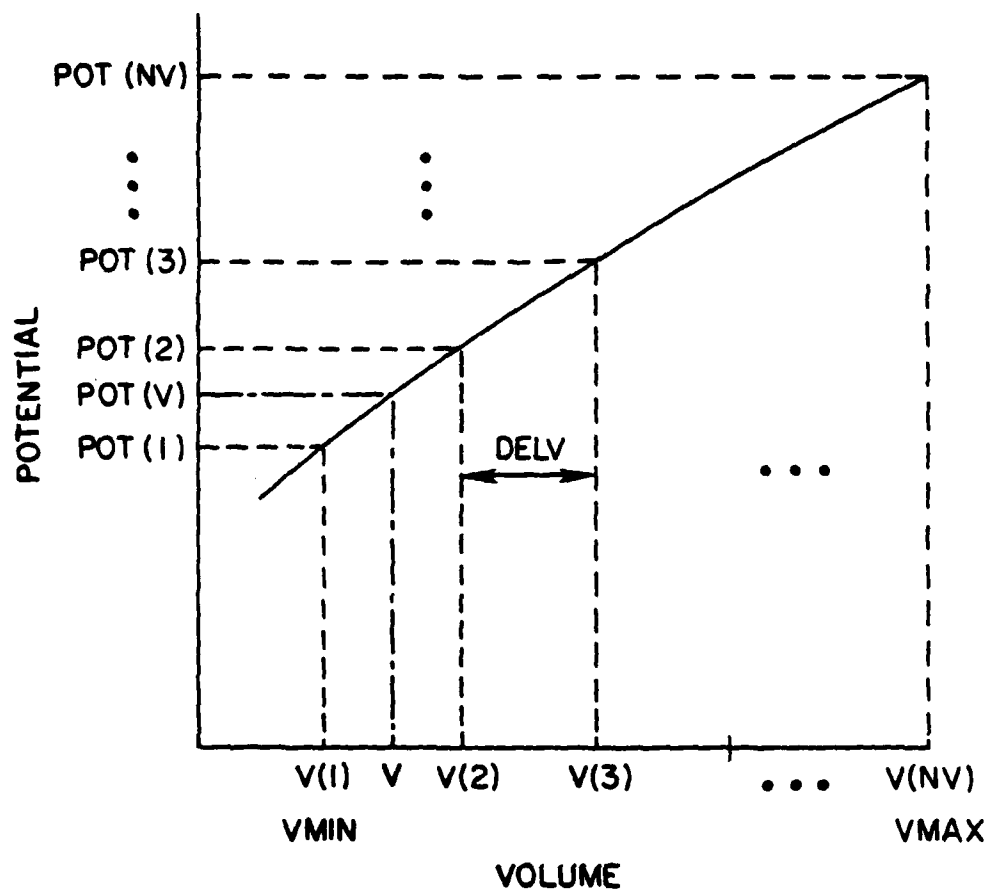 POT (NV)
POT (3)
POT (2)
POT (V)
POT (1)
POTENTIAL
DELV
V(1) V V(2) V(3) ... V(NV)
VMIN VMAX
VOLUME